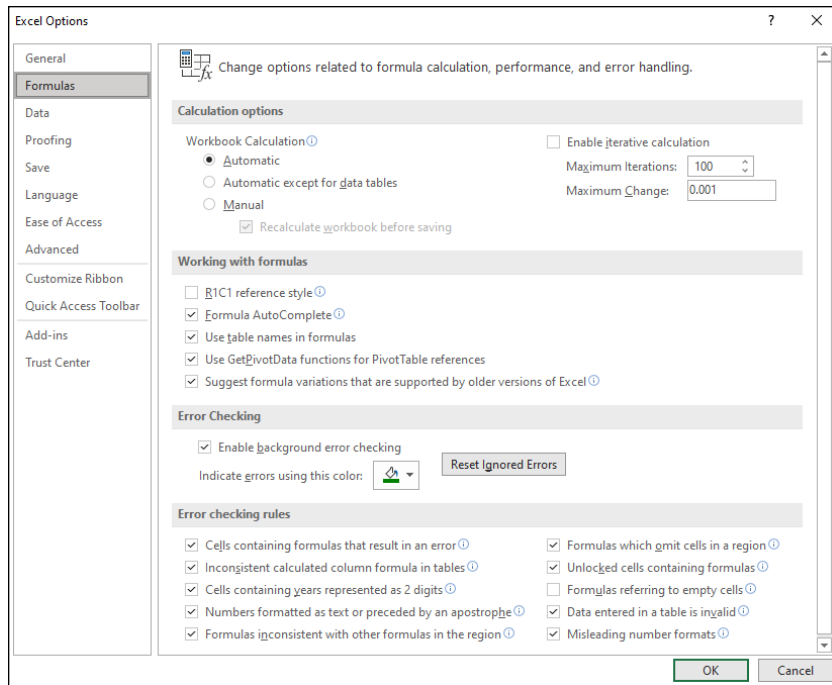 Excel Options
?
General
Formulas
Data
Proofing
Save
Language
Ease of Access
Advanced
Customize Ribbon
Quick Access Toolbar
Add-ins
Trust Center
fx Change options related to formula calculation, performance, and error handling.
Calculation options
Workbook Calculation
Automatic
Automatic except for data tables
Manual
Recalculate workbook before saving
Enable iterative calculation
Maximum Iterations: 100
Maximum Change: 0.001
Working with formulas
R1C1 reference style
Formula AutoComplete
Use table names in formulas
Use GetPivotData functions for PivotTable references
Suggest formula variations that are supported by older versions of Excel
Error Checking
Enable background error checking
Indicate errors using this color:
Reset Ignored Errors
Error checking rules
Cells containing formulas that result in an error
Inconsistent calculated column formula in tables
Cells containing years represented as 2 digits
Numbers formatted as text or preceded by an apostrophe
Formulas inconsistent with other formulas in the region
Formulas which omit cells in a region
Unlocked cells containing formulas
Formulas referring to empty cells
Data entered in a table is invalid
Misleading number formats
OK
Cancel